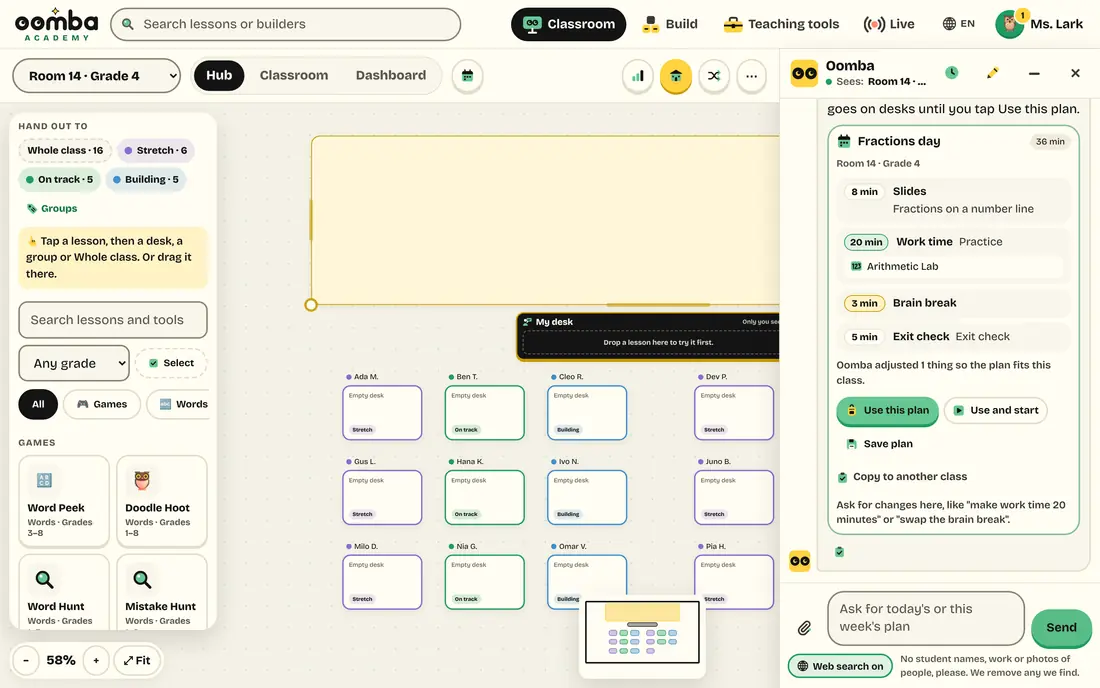 oomba
ACADEMY
Search lessons or builders
Classroom
Build
Teaching tools
Live
EN
1
Ms. Lark
Room 14 · Grade 4
Hub
Classroom
Dashboard
HAND OUT TO
Whole class · 16
Stretch · 6
On track · 5
Building · 5
Groups
Tap a lesson, then a desk, a
group or Whole class. Or drag it
there.
Search lessons and tools
Any grade
Select
All
Games
Words
GAMES
Word Peek
Words · Grades
3–8
Doodle Hoot
Words · Grades
1–8
Word Hunt
Mistake Hunt
58%
Fit
My desk
Only you see
Drop a lesson here to try it first.
Ada M.
Empty desk
Stretch
Ben T.
Empty desk
On track
Cleo R.
Empty desk
Building
Dev P.
Empty desk
Stretch
Gus L.
Empty desk
Stretch
Hana K.
Empty desk
On track
Ivo N.
Empty desk
Building
Juno B.
Empty desk
Stretch
Milo D.
Empty desk
Stretch
Nia G.
Empty desk
On track
Omar V.
Empty desk
Building
Pia H.
Empty desk
Stretch
Oomba
Sees: Room 14 · ...
goes on desks until you tap Use this plan.
Fractions day
36 min
Room 14 · Grade 4
8 min
Slides
Fractions on a number line
20 min
Work time Practice
Arithmetic Lab
3 min
Brain break
5 min
Exit check Exit check
Oomba adjusted 1 thing so the plan fits this
class.
Use this plan
Use and start
Save plan
Copy to another class
Ask for changes here, like "make work time 20
minutes" or "swap the brain break".
Ask for today's or this
week's plan
Send
Web search on
No student names, work or photos of
people, please. We remove any we find.